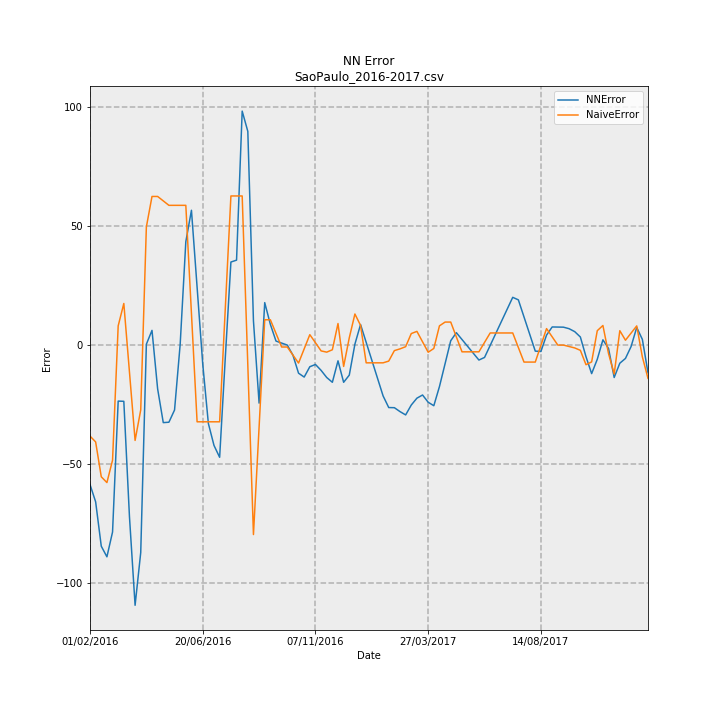 NN Error
SaoPaulo_2016-2017.csv
NNError
NaiveError
100
50
0
−50
−100
Error
01/02/2016 20/06/2016 07/11/2016 27/03/2017 14/08/2017
Date